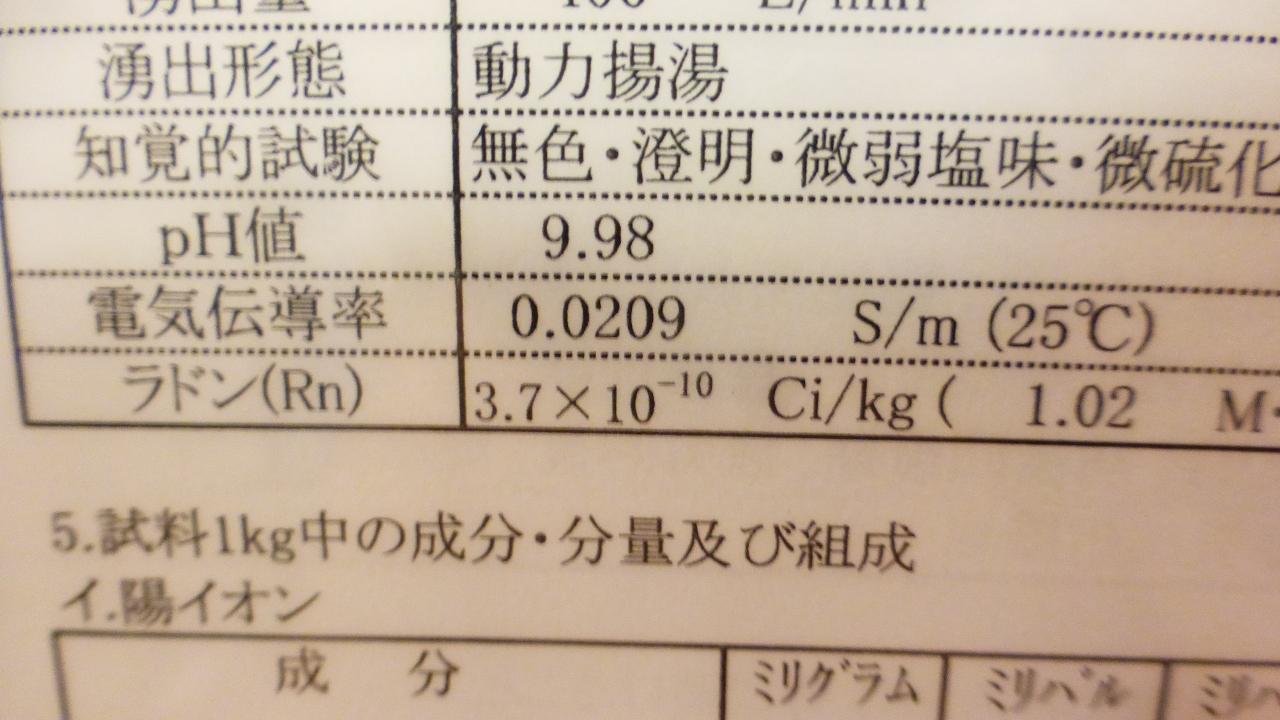 湧出形態 動力揚湯
知覚的試験 無色・澄明・微弱塩味・微硫化
pH値 9.98
電気伝導率 0.0209 S/m (25℃)
ラドン(Rn) 3.7×10⁻¹⁰ Ci/kg ( 1.02 M
5.試料1kg中の成分・分量及び組成
イ.陽イオン
成 分 ミリグラム ミリバル ミリ